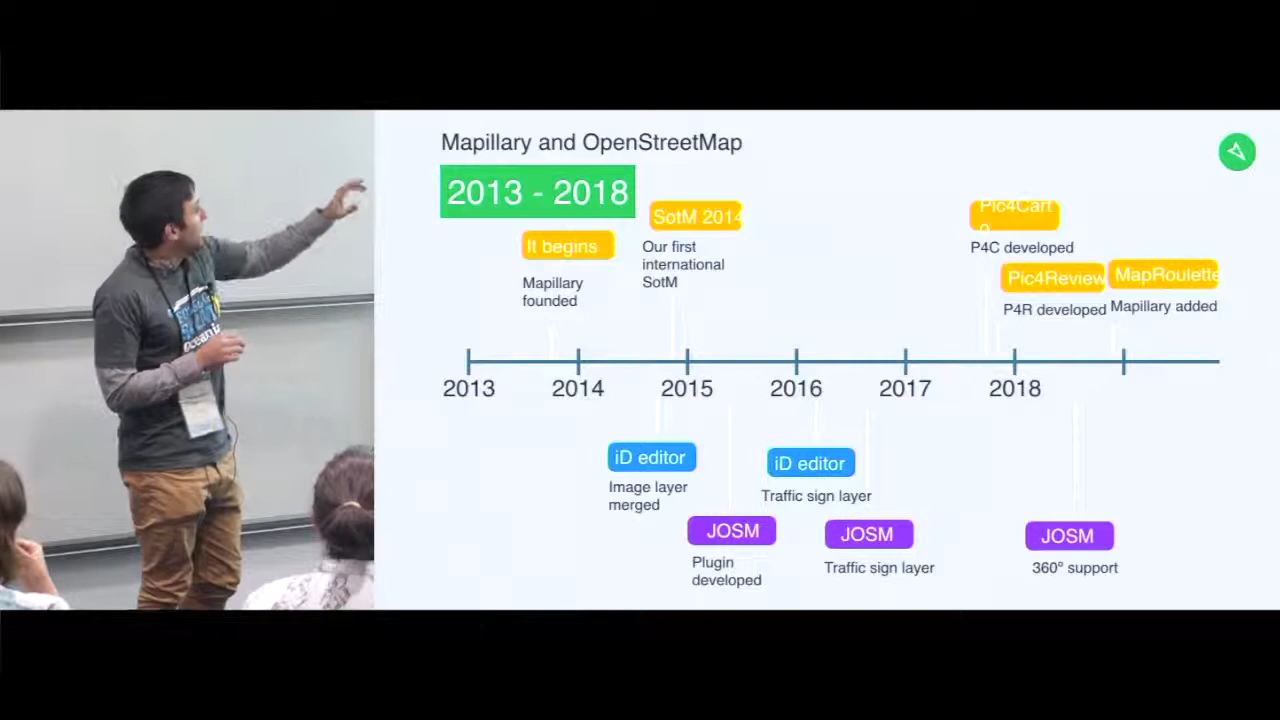 Mapillary and OpenStreetMap
2013 - 2018
SotM 2014
Our first
international
SotM
It begins
Mapillary
founded
Pic4Cart
o
P4C developed
Pic4Review
P4R developed
MapRoulette
Mapillary added
2013
2014
2015
2016
2017
2018
iD editor
Image layer
merged
iD editor
Traffic sign layer
JOSM
Plugin
developed
JOSM
Traffic sign layer
JOSM
360° support